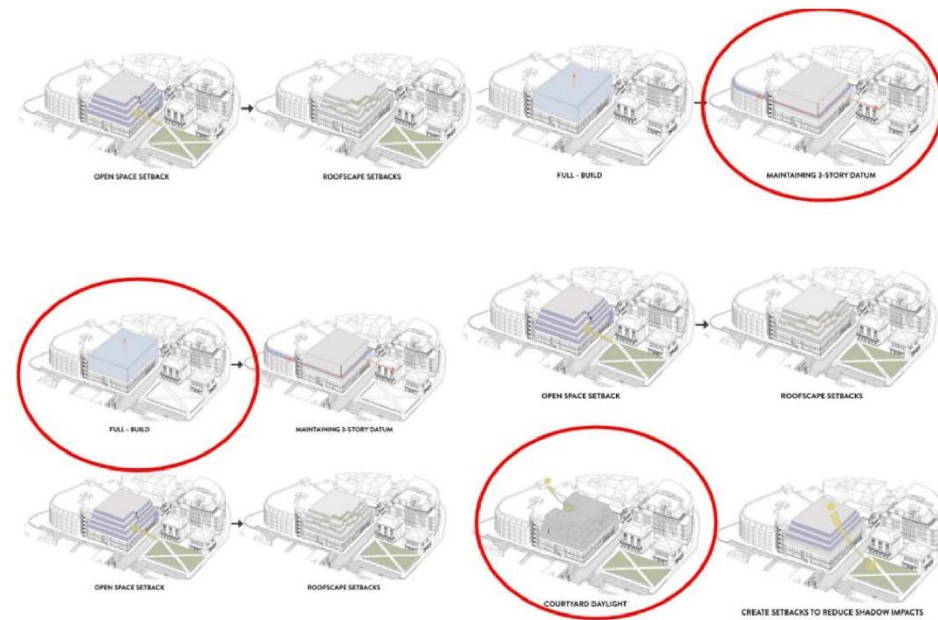 OPEN SPACE SETBACK
ROOFSCAPE SETBACKS
FULL - BUILD
MAINTAINING 3-STORY DATUM
OPEN SPACE SETBACK
ROOFSCAPE SETBACKS
FULL - BUILD
MAINTAINING 3-STORY DATUM
OPEN SPACE SETBACK
ROOFSCAPE SETBACKS
COURTYARD DAYLIGHT
CREATE SETBACKS TO REDUCE SHADOW IMPACTS